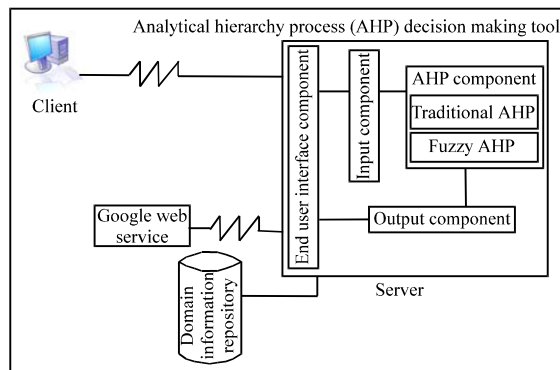 Analytical hierarchy process (AHP) decision making tool
Client
End user interface component
Input component
AHP component
Traditional AHP
Fuzzy AHP
Output component
Google web
service
Domain
information
repository
Server